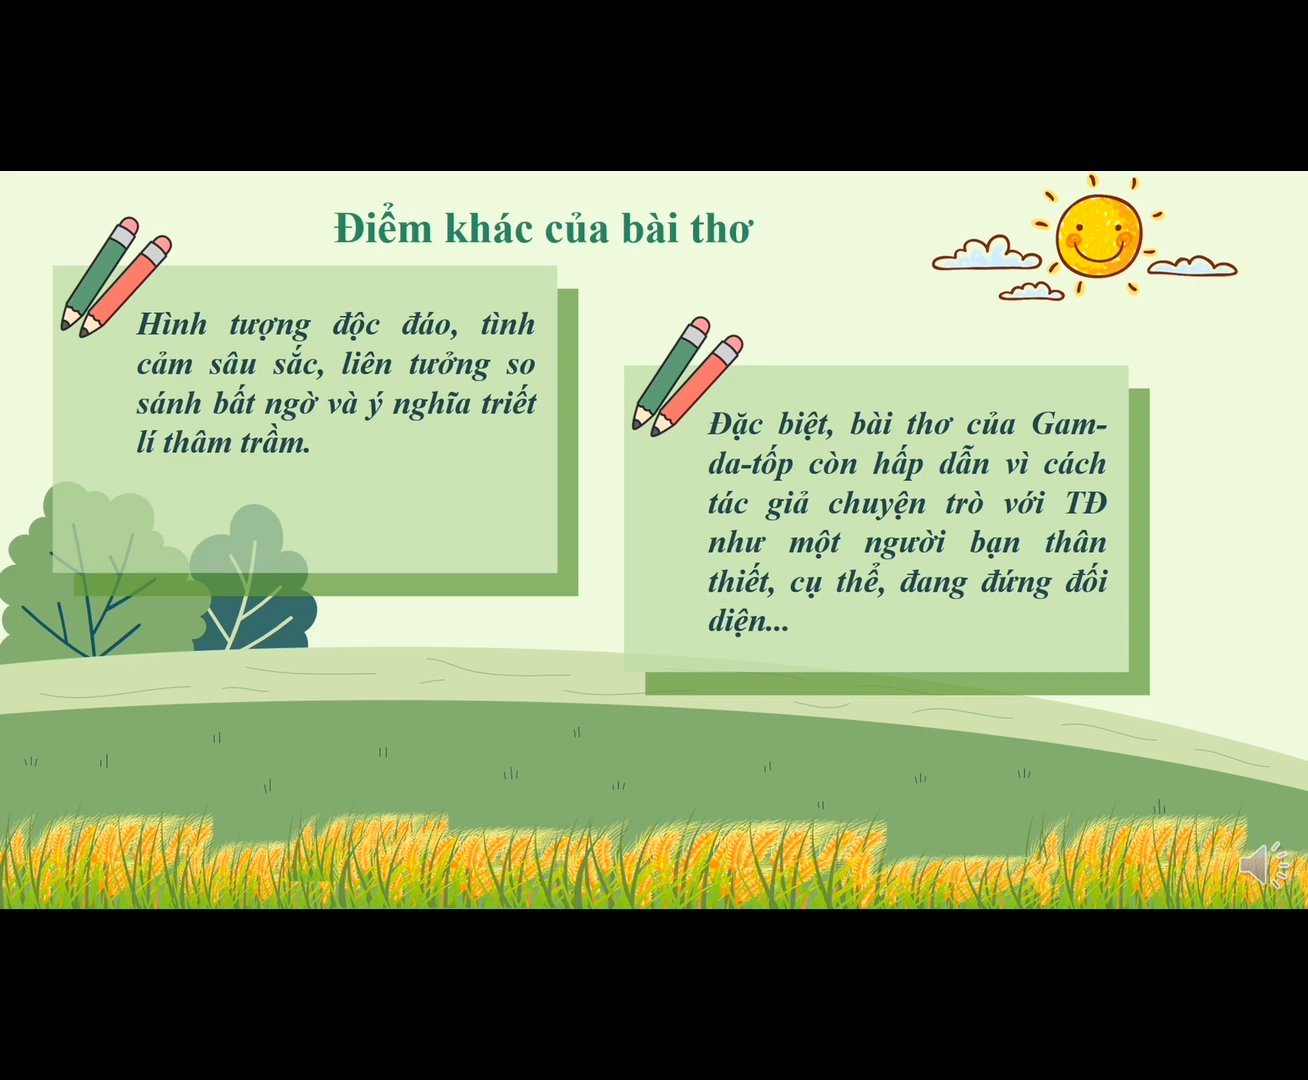 Điểm khác của bài thơ
Hình tượng độc đáo, tình
cảm sâu sắc, liên tưởng so
sánh bất ngờ và ý nghĩa triết
lí thâm trầm.
Đặc biệt, bài thơ của Gam-
da-tốp còn hấp dẫn vì cách
tác giả chuyện trò với TĐ
như một người bạn thân
thiết, cụ thể, đang đứng đối
diện...